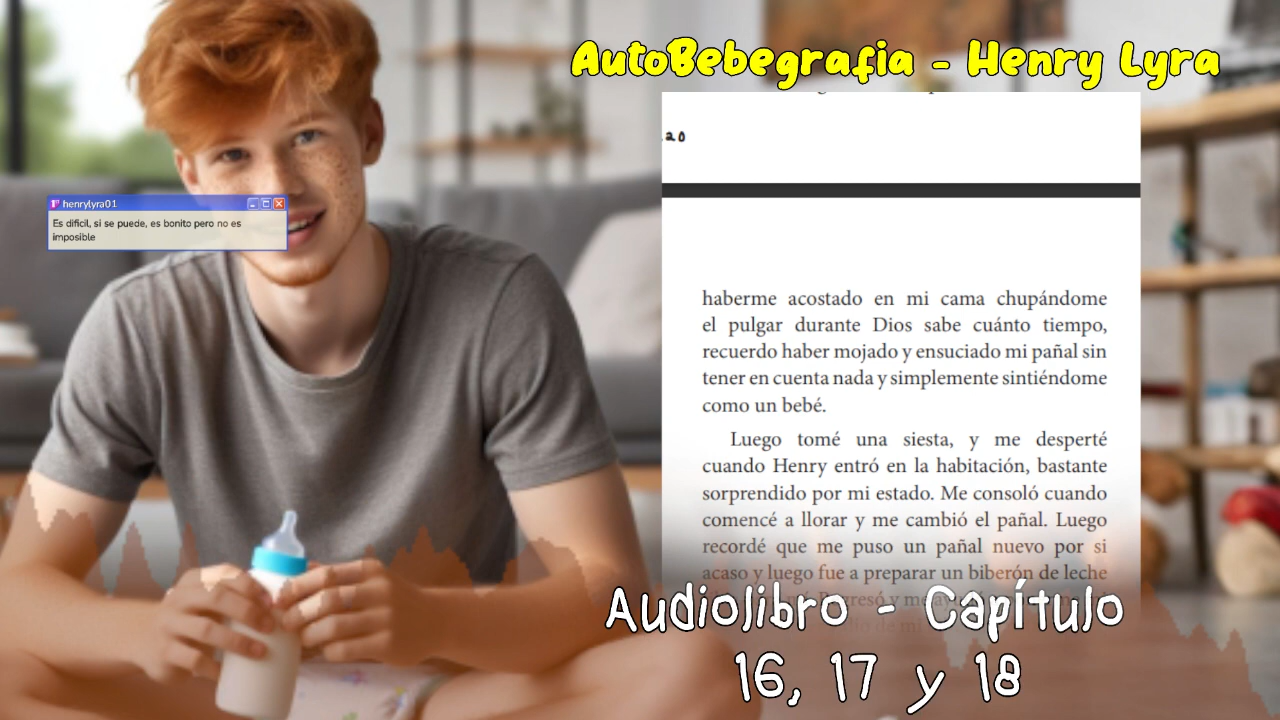 AutoBebegrafia - Henry Lyra
henrylyra01
Es dificil, si se puede, es bonito pero no es
imposible
haberme acostado en mi cama chupándome
el pulgar durante Dios sabe cuánto tiempo,
recuerdo haber mojado y ensuciado mi pañal sin
tener en cuenta nada y simplemente sintiéndome
como un bebé.
Luego tomé una siesta, y me desperté
cuando Henry entró en la habitación, bastante
sorprendido por mi estado. Me consoló cuando
comencé a llorar y me cambió el pañal. Luego
recordé que me puso un pañal nuevo por si
acaso y luego fue a preparar un biberón de leche
Audiolibro - Capítulo
16, 17 y 18